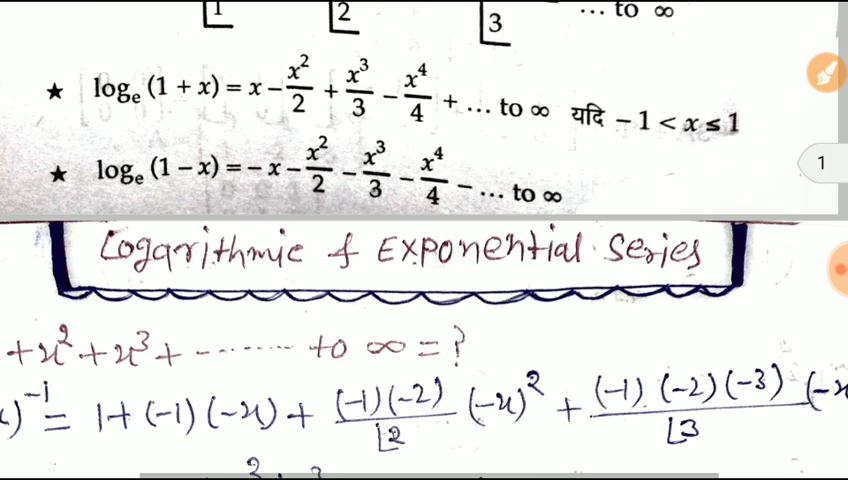 ⌊1 ⌊2 ⌊3 ... to ∞
★ logₑ (1 + x) = x - x²/2 + x³/3 - x⁴/4 + ... to ∞ यदि - 1 < x ≤ 1
1
★ logₑ (1 - x) = - x - x²/2 - x³/3 - x⁴/4 - ... to ∞
Logarithmic & Exponential Series
+x²+x³+ -------- to ∞ = ?
x)⁻¹ = 1+(-1)(-x)+ (-1)(-2)/⌊2 (-x)² + (-1)(-2)(-3)/⌊3 (-x